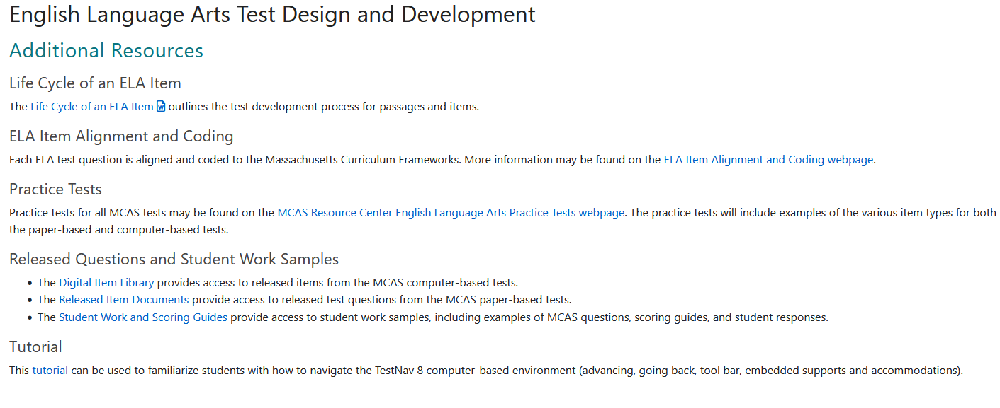 English Language Arts Test Design and Development
Additional Resources
Life Cycle of an ELA Item
The Life Cycle of an ELA Item outlines the test development process for passages and items.
ELA Item Alignment and Coding
Each ELA test question is aligned and coded to the Massachusetts Curriculum Frameworks. More information may be found on the ELA Item Alignment and Coding webpage.
Practice Tests
Practice tests for all MCAS tests may be found on the MCAS Resource Center English Language Arts Practice Tests webpage. The practice tests will include examples of the various item types for both
the paper-based and computer-based tests.
Released Questions and Student Work Samples
• The Digital Item Library provides access to released items from the MCAS computer-based tests.
• The Released Item Documents provide access to released test questions from the MCAS paper-based tests.
• The Student Work and Scoring Guides provide access to student work samples, including examples of MCAS questions, scoring guides, and student responses.
Tutorial
This tutorial can be used to familiarize students with how to navigate the TestNav 8 computer-based environment (advancing, going back, tool bar, embedded supports and accommodations).